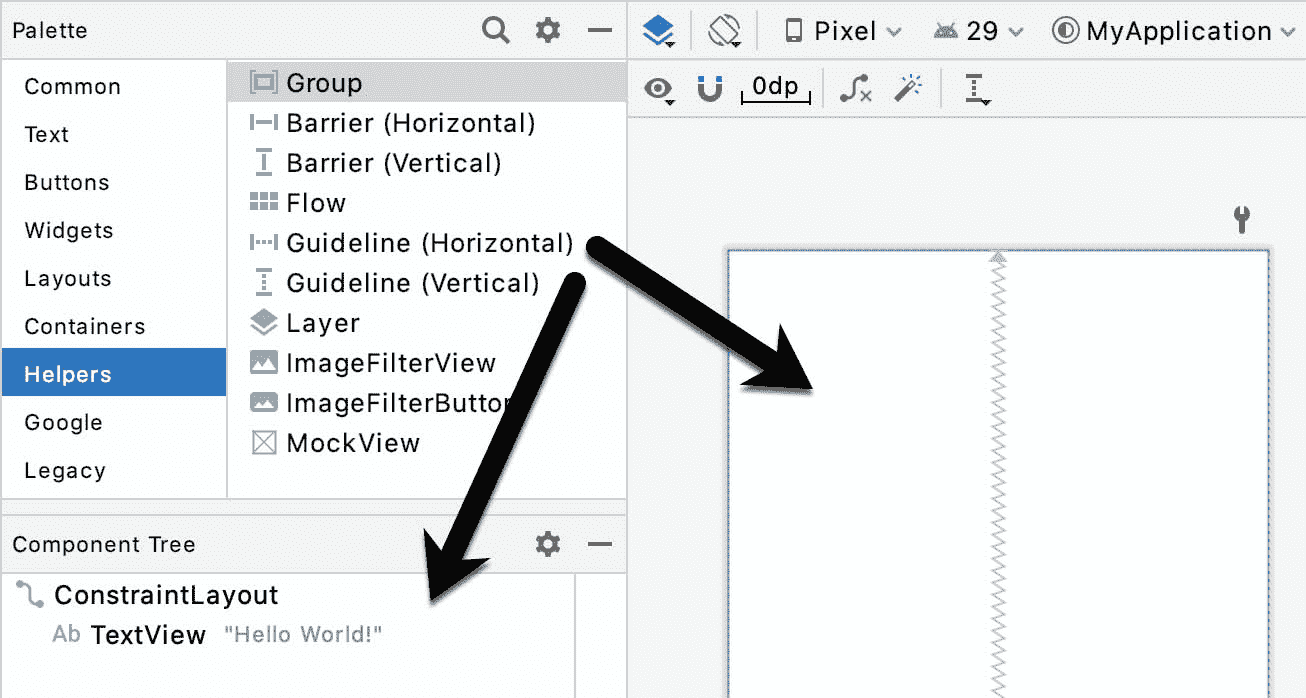 Palette
Pixel
29
MyApplication
0dp
Common
Text
Buttons
Widgets
Layouts
Containers
Helpers
Google
Legacy
Group
Barrier (Horizontal)
Barrier (Vertical)
Flow
Guideline (Horizontal)
Guideline (Vertical)
Layer
ImageFilterView
ImageFilterButton
MockView
Component Tree
ConstraintLayout
Ab TextView "Hello World!"